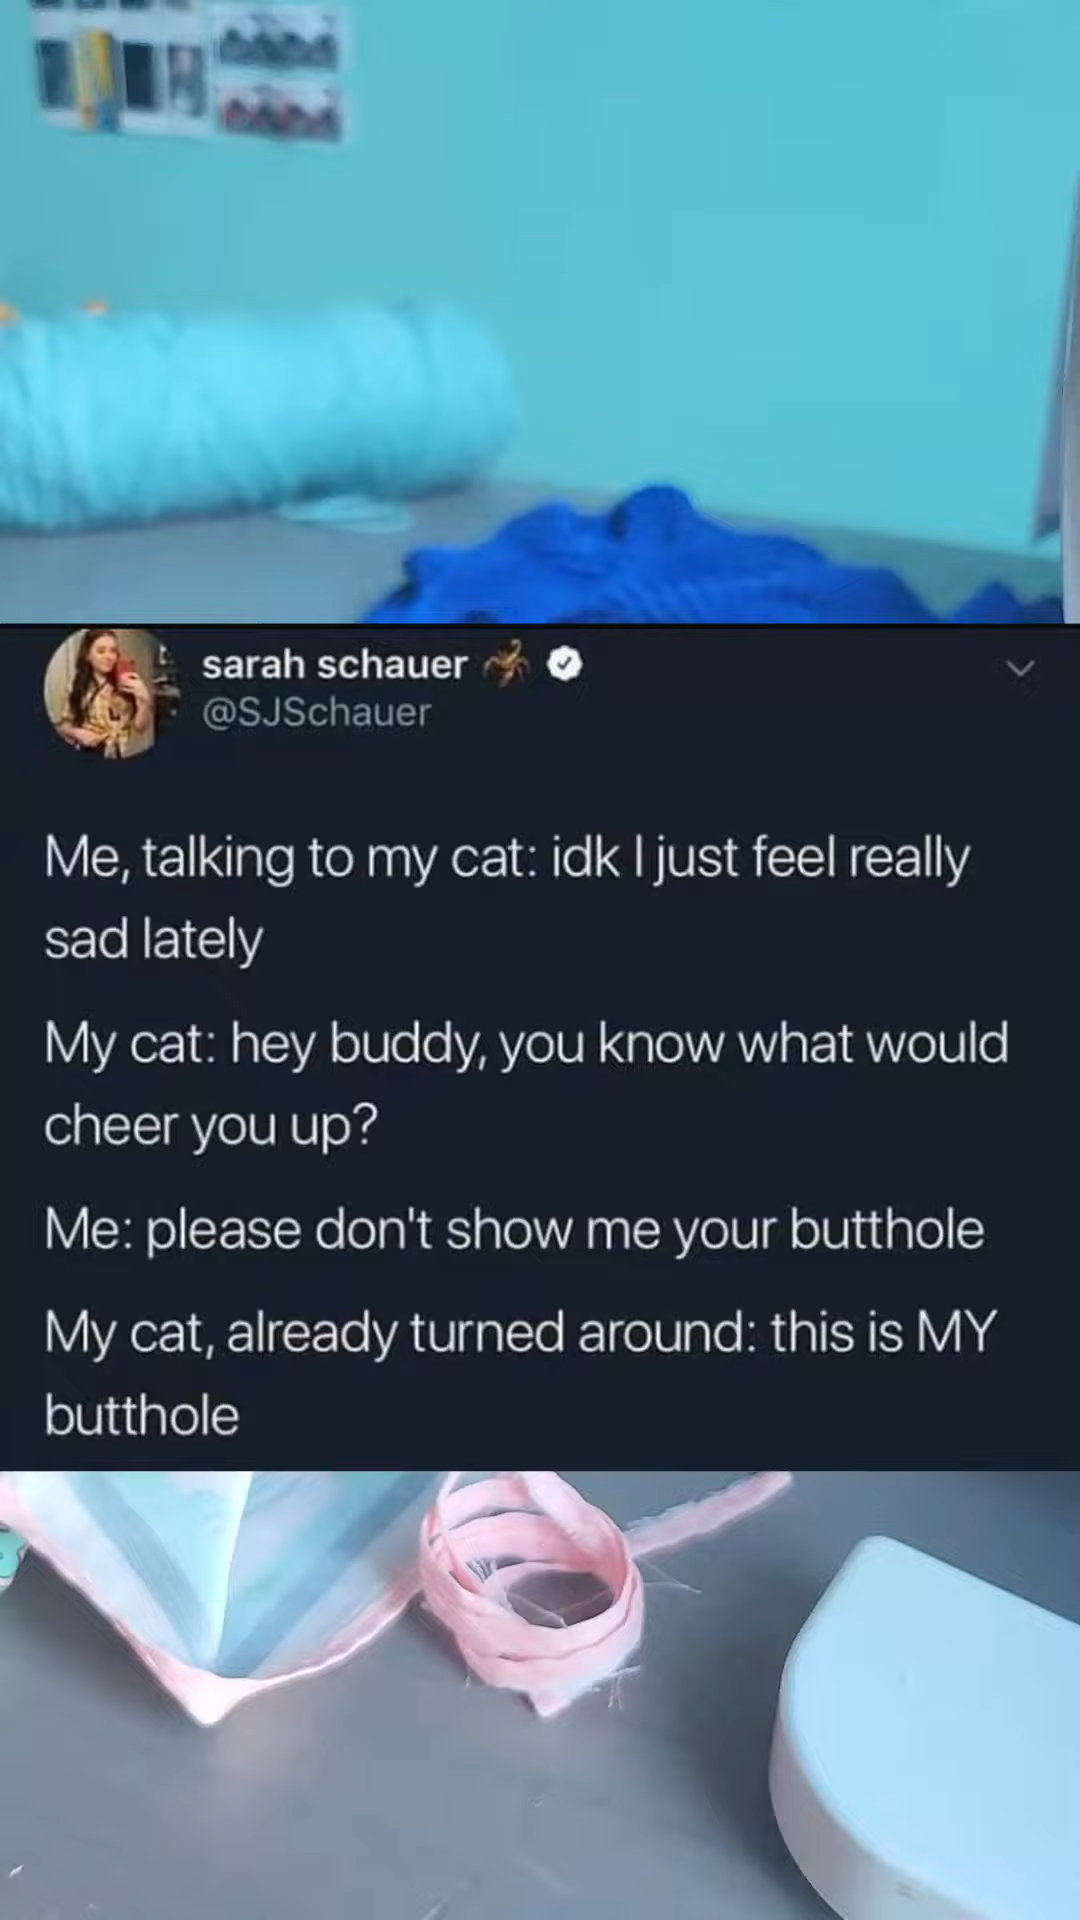 sarah schauer 🦂
@SJSchauer
Me, talking to my cat: idk I just feel really
sad lately
My cat: hey buddy, you know what would
cheer you up?
Me: please don't show me your butthole
My cat, already turned around: this is MY
butthole